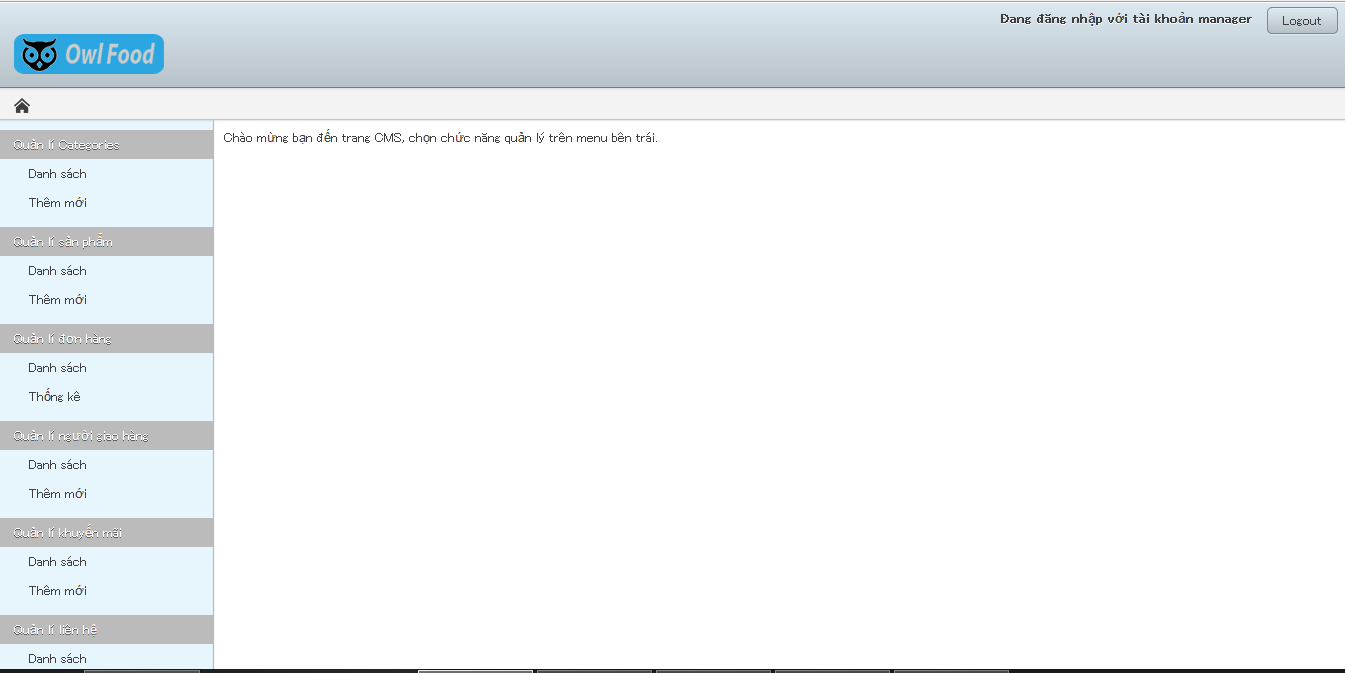 Đang đăng nhập với tài khoản manager
Logout
Owl Food
Quản lí Categories
Danh sách
Thêm mới
Quản lí sản phẩm
Danh sách
Thêm mới
Quản lí đơn hàng
Danh sách
Thống kê
Quản lí người giao hàng
Danh sách
Thêm mới
Quản lí khuyến mãi
Danh sách
Thêm mới
Quản lí liên hệ
Danh sách
Chào mừng bạn đến trang CMS, chọn chức năng quản lý trên menu bên trái.